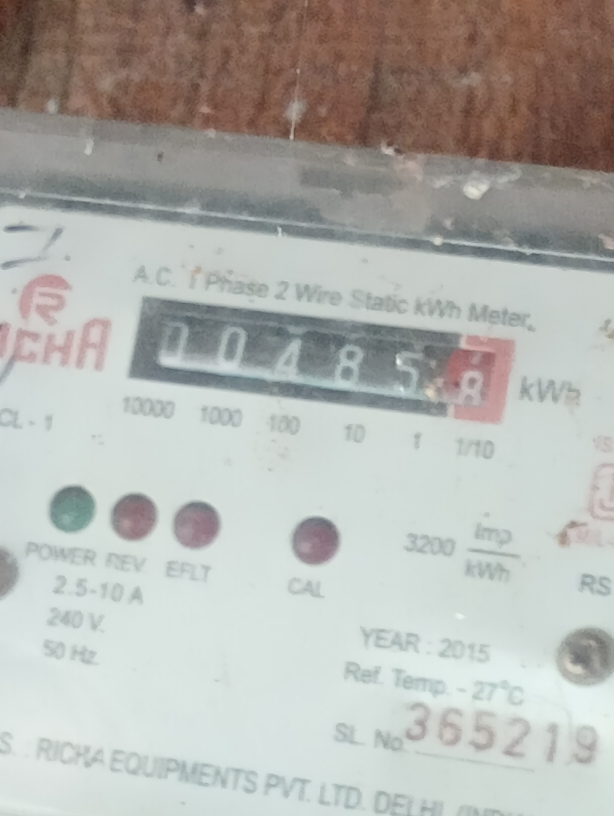 A.C. 1 Phase 2 Wire Static kWh Meter.
R
RICHA
004858 kWh
10000 1000 100 10 1 1/10
CL - 1
3200 Imp
kWh
POWER REV EFLT CAL
RS
2.5-10 A
240 V.
50 Hz.
YEAR : 2015
Ref. Temp. - 27°C
SL. No. 365219
S. : RICHA EQUIPMENTS PVT. LTD. DELHI